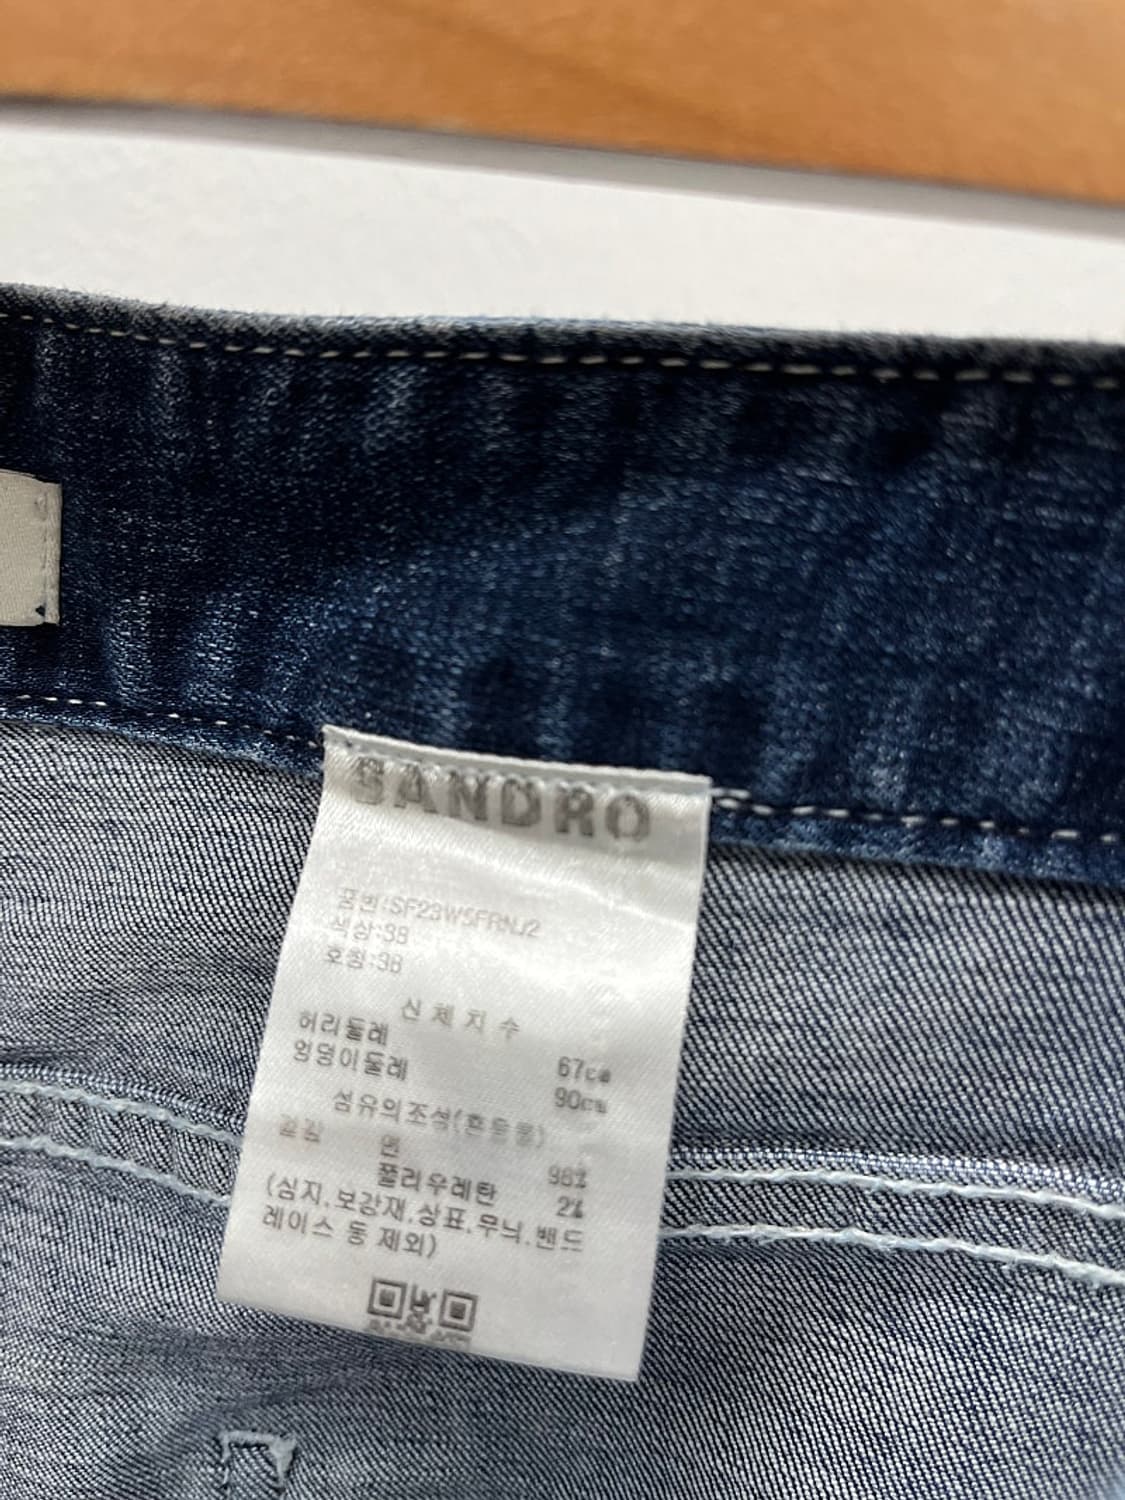 SANDRO
품번:SF23W5FRNJ2
색상:39
호칭:38
신체치수
허리둘레 67cm
엉덩이둘레 90cm
섬유의조성(혼용률)
겉감 면 98%
폴리우레탄 2%
(심지,보강재,상표,무늬,밴드
레이스 등 제외)